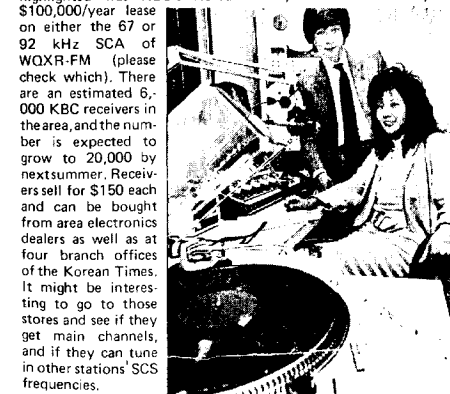 $100,000/year lease
on either the 67 or
92 kHz SCA of
WQXR-FM (please
check which). There
are an estimated 6,-
000 KBC receivers in
thearea, and the num-
ber is expected to
grow to 20,000 by
nextsummer. Receiv-
ers sell for $150 each
and can be bought
from area electronics
dealers as well as at
four branch offices
of the Korean Times.
It might be interes-
ting to go to those
stores and see if they
get main channels,
and if they can tune
in other stations' SCS
frequencies.